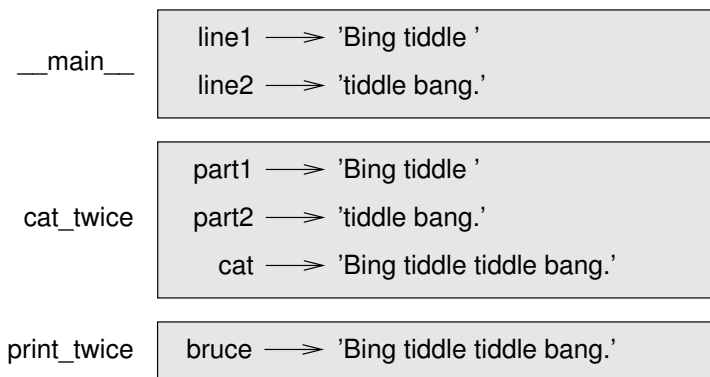 __main__
line1 ’Bing tiddle ’
line2 ’tiddle bang.’
cat_twice
part1 ’Bing tiddle ’
part2 ’tiddle bang.’
cat ’Bing tiddle tiddle bang.’
print_twice bruce ’Bing tiddle tiddle bang.’